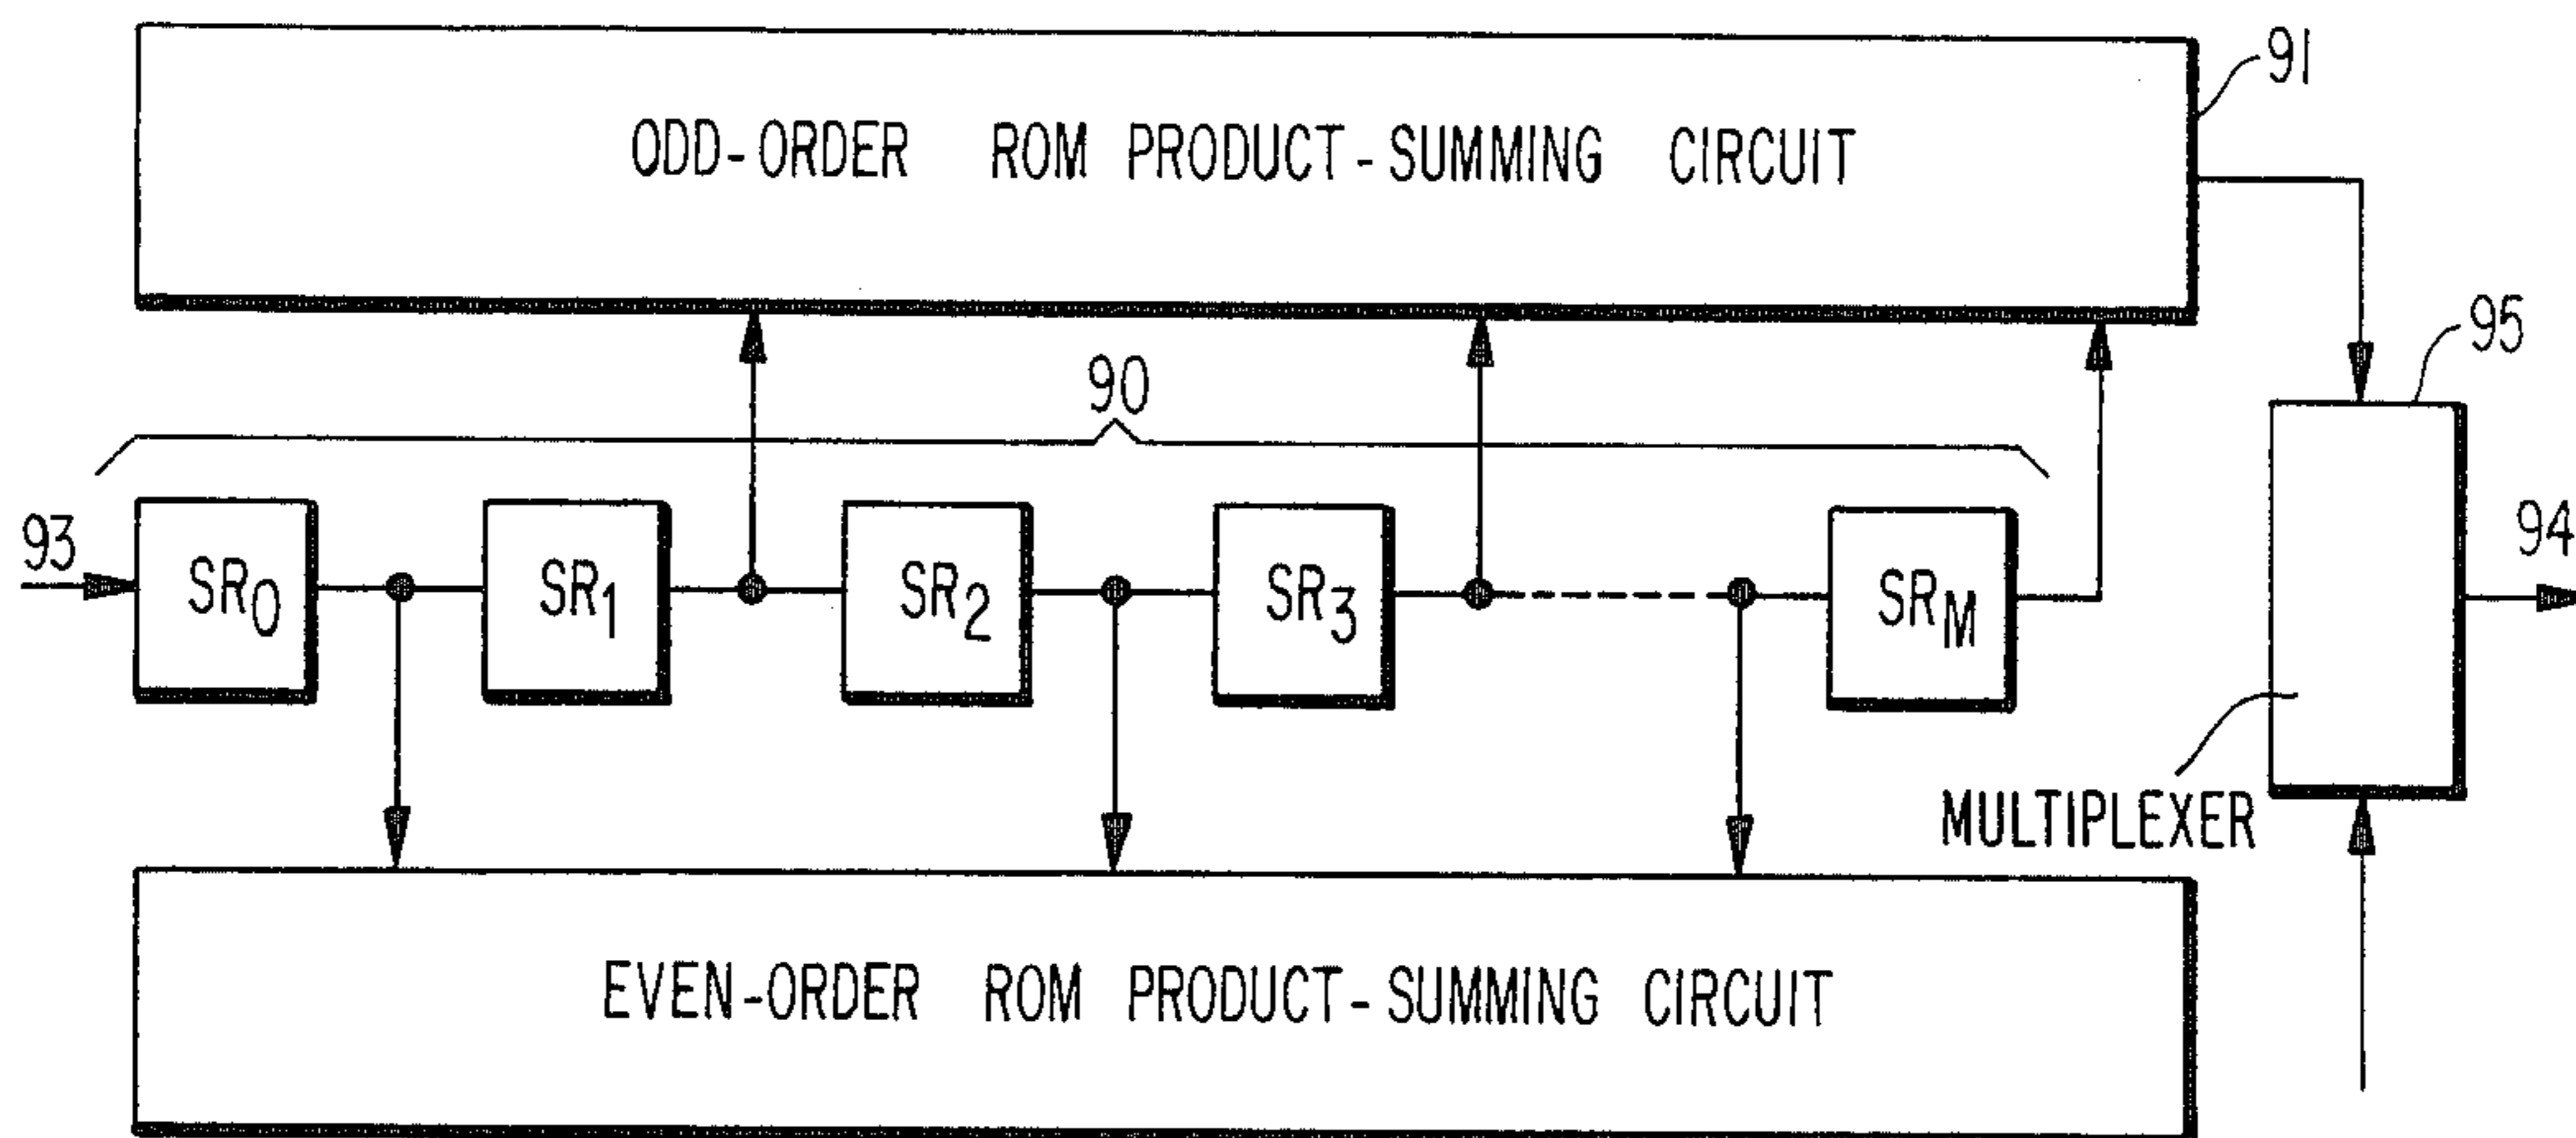 91
ODD-ORDER ROM PRODUCT-SUMMING CIRCUIT
95
90
93
SR0
SR1
SR2
SR3
SRM
94
MULTIPLEXER
EVEN-ORDER ROM PRODUCT-SUMMING CIRCUIT